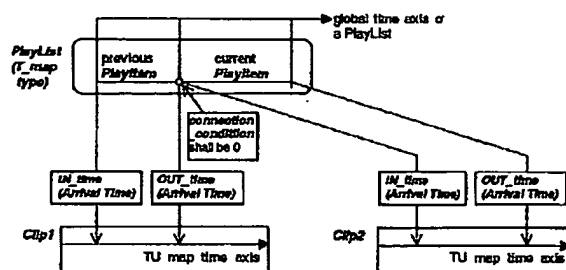 global time axis o
a PlayList
PlayList
(T_map
type)
previous
PlayItem
current
PlayItem
connection
_condition
shall be 0
IN_time
(Arrival Time)
OUT_time
(Arrival Time)
IN_time
(Arrival Time)
OUT_time
(Arrival Time)
Clip1
TU map time axis
Clip2
TU map time axis